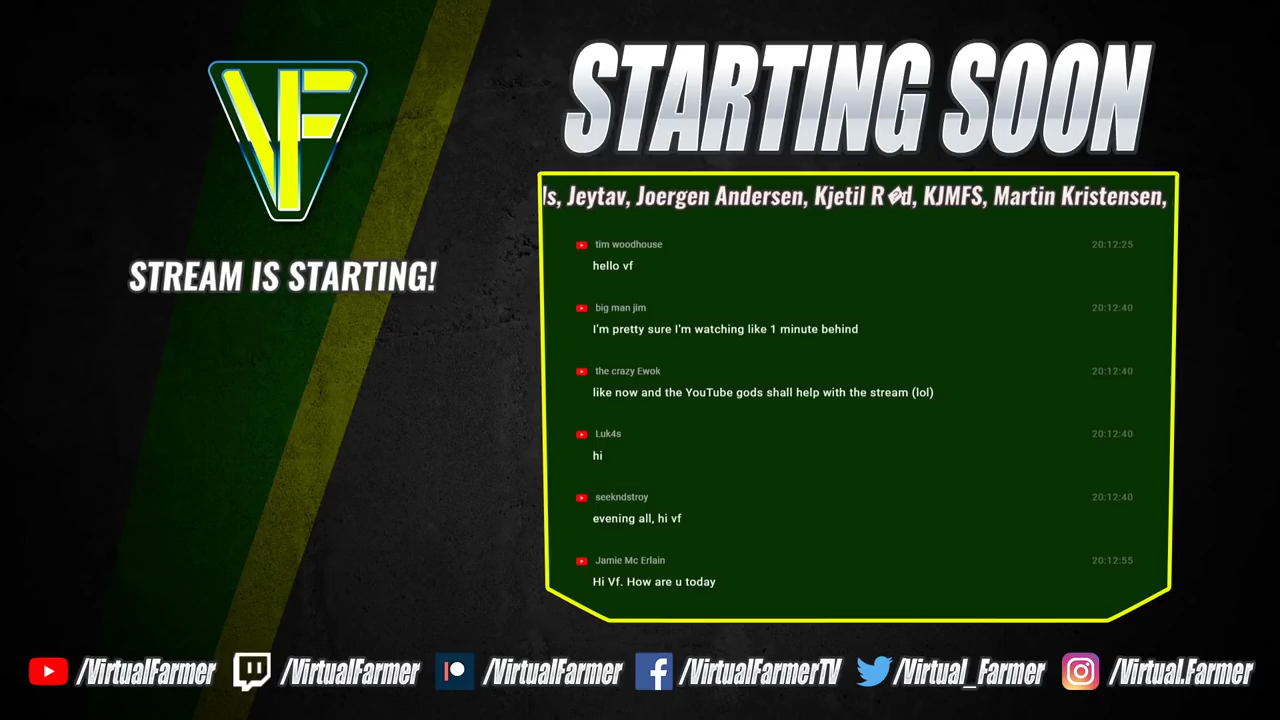 VF
STARTING SOON
STREAM IS STARTING!
ls, Jeytav, Joergen Andersen, Kjetil R�d, KJMFS, Martin Kristensen,
tim woodhouse 20:12:25
hello vf
big man jim 20:12:40
I'm pretty sure I'm watching like 1 minute behind
the crazy Ewok 20:12:40
like now and the YouTube gods shall help with the stream (lol)
Luk4s 20:12:40
hi
seekndstroy 20:12:40
evening all, hi vf
Jamie Mc Erlain 20:12:55
Hi Vf. How are u today
/VirtualFarmer /VirtualFarmer /VirtualFarmer /VirtualFarmerTV /Virtual_Farmer /Virtual.Farmer